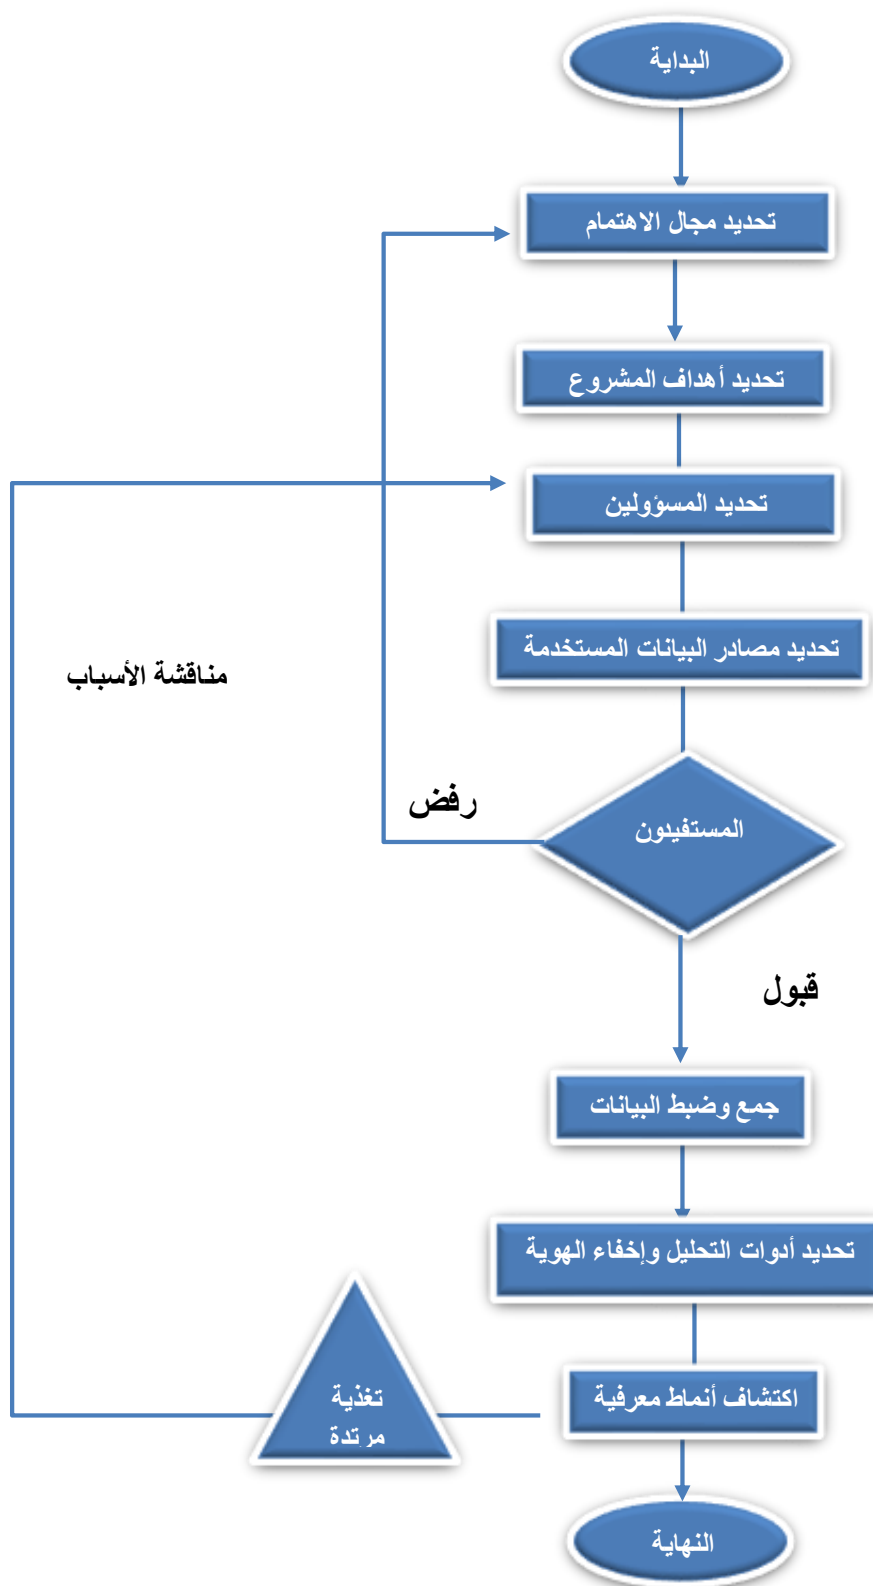 البداية
تحديد مجال الاهتمام
تحديد أهداف المشروع
تحديد المسؤولين
تحديد مصادر البيانات المستخدمة
مناقشة الأسباب
رفض
المستفيدون
قبول
جمع وضبط البيانات
تحديد أدوات التحليل وإخفاء الهوية
اكتشاف أنماط معرفية
تغذية
مرتدة
النهاية